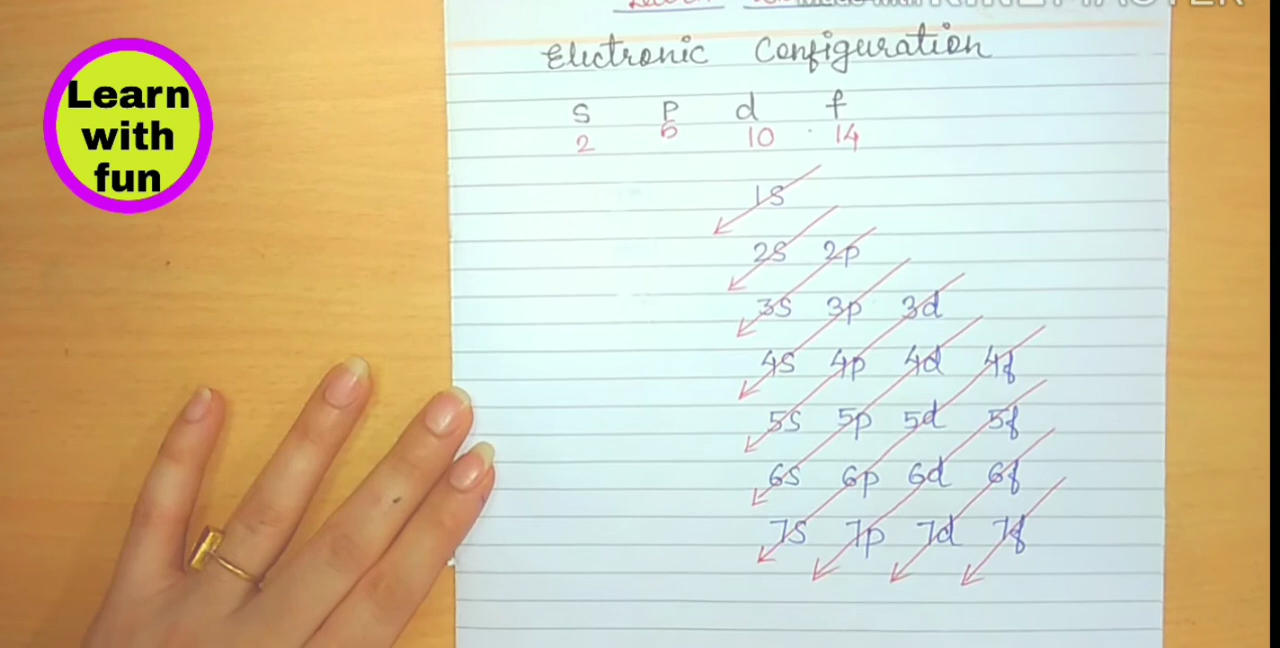 Learn
with
fun
Electronic Configuration
s p d f
2 6 10 14
1s
2s 2p
3s 3p 3d
4s 4p 4d 4f
5s 5p 5d 5f
6s 6p 6d 6f
7s 7p 7d 7f